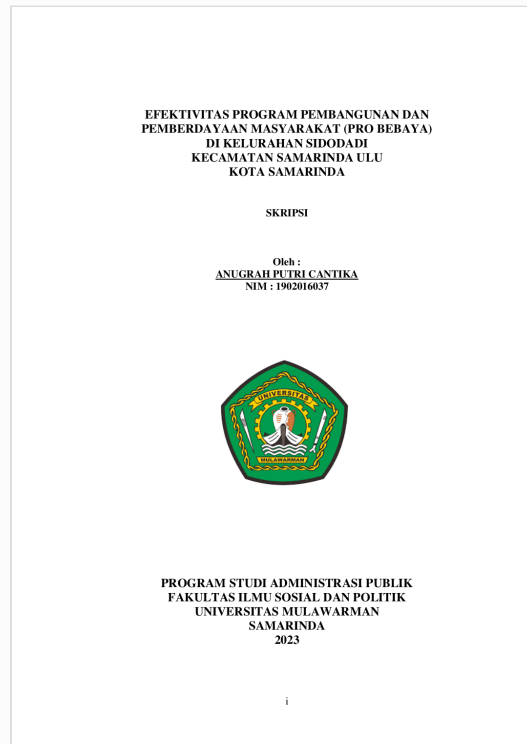 EFEKTIVITAS PROGRAM PEMBANGUNAN DAN
PEMBERDAYAAN MASYARAKAT (PRO BEBAYA)
DI KELURAHAN SIDODADI
KECAMATAN SAMARINDA ULU
KOTA SAMARINDA
SKRIPSI
Oleh :
ANUGRAH PUTRI CANTIKA
NIM : 1902016037
UNIVERSITAS
MULAWARMAN
PROGRAM STUDI ADMINISTRASI PUBLIK
FAKULTAS ILMU SOSIAL DAN POLITIK
UNIVERSITAS MULAWARMAN
SAMARINDA
2023
i